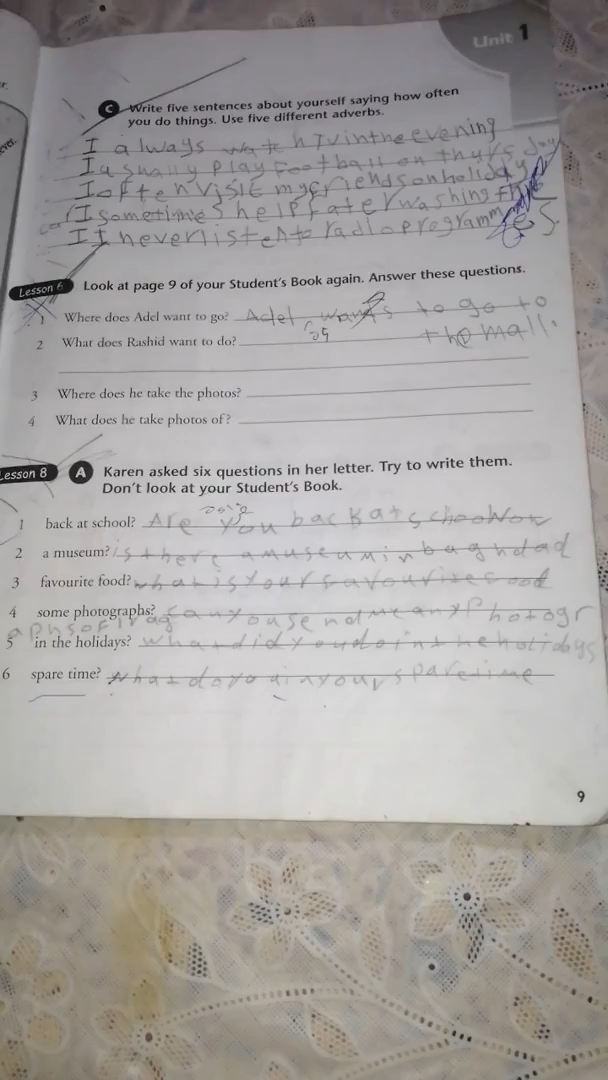 Unit 1
C Write five sentences about yourself saying how often
you do things. Use five different adverbs.
I always watch TV in the evening
I usually play football on thursday
I often visit my friends on holiday
I sometimes help fater washing
I never listen to radio programmes
Lesson 6 Look at page 9 of your Student's Book again. Answer these questions.
1 Where does Adel want to go? Adel wants to go to
the mall.
2 What does Rashid want to do?
3 Where does he take the photos?
4 What does he take photos of?
Lesson 8 A Karen asked six questions in her letter. Try to write them.
Don't look at your Student's Book.
1 back at school? Are you back at school now
2 a museum? is there a museum in baghdad
3 favourite food? what is your favourite food
4 some photographs? can you send me any photogr
aphs of iraq
5 in the holidays? what did you do in the holidays
6 spare time? what do you do in your spare time
9